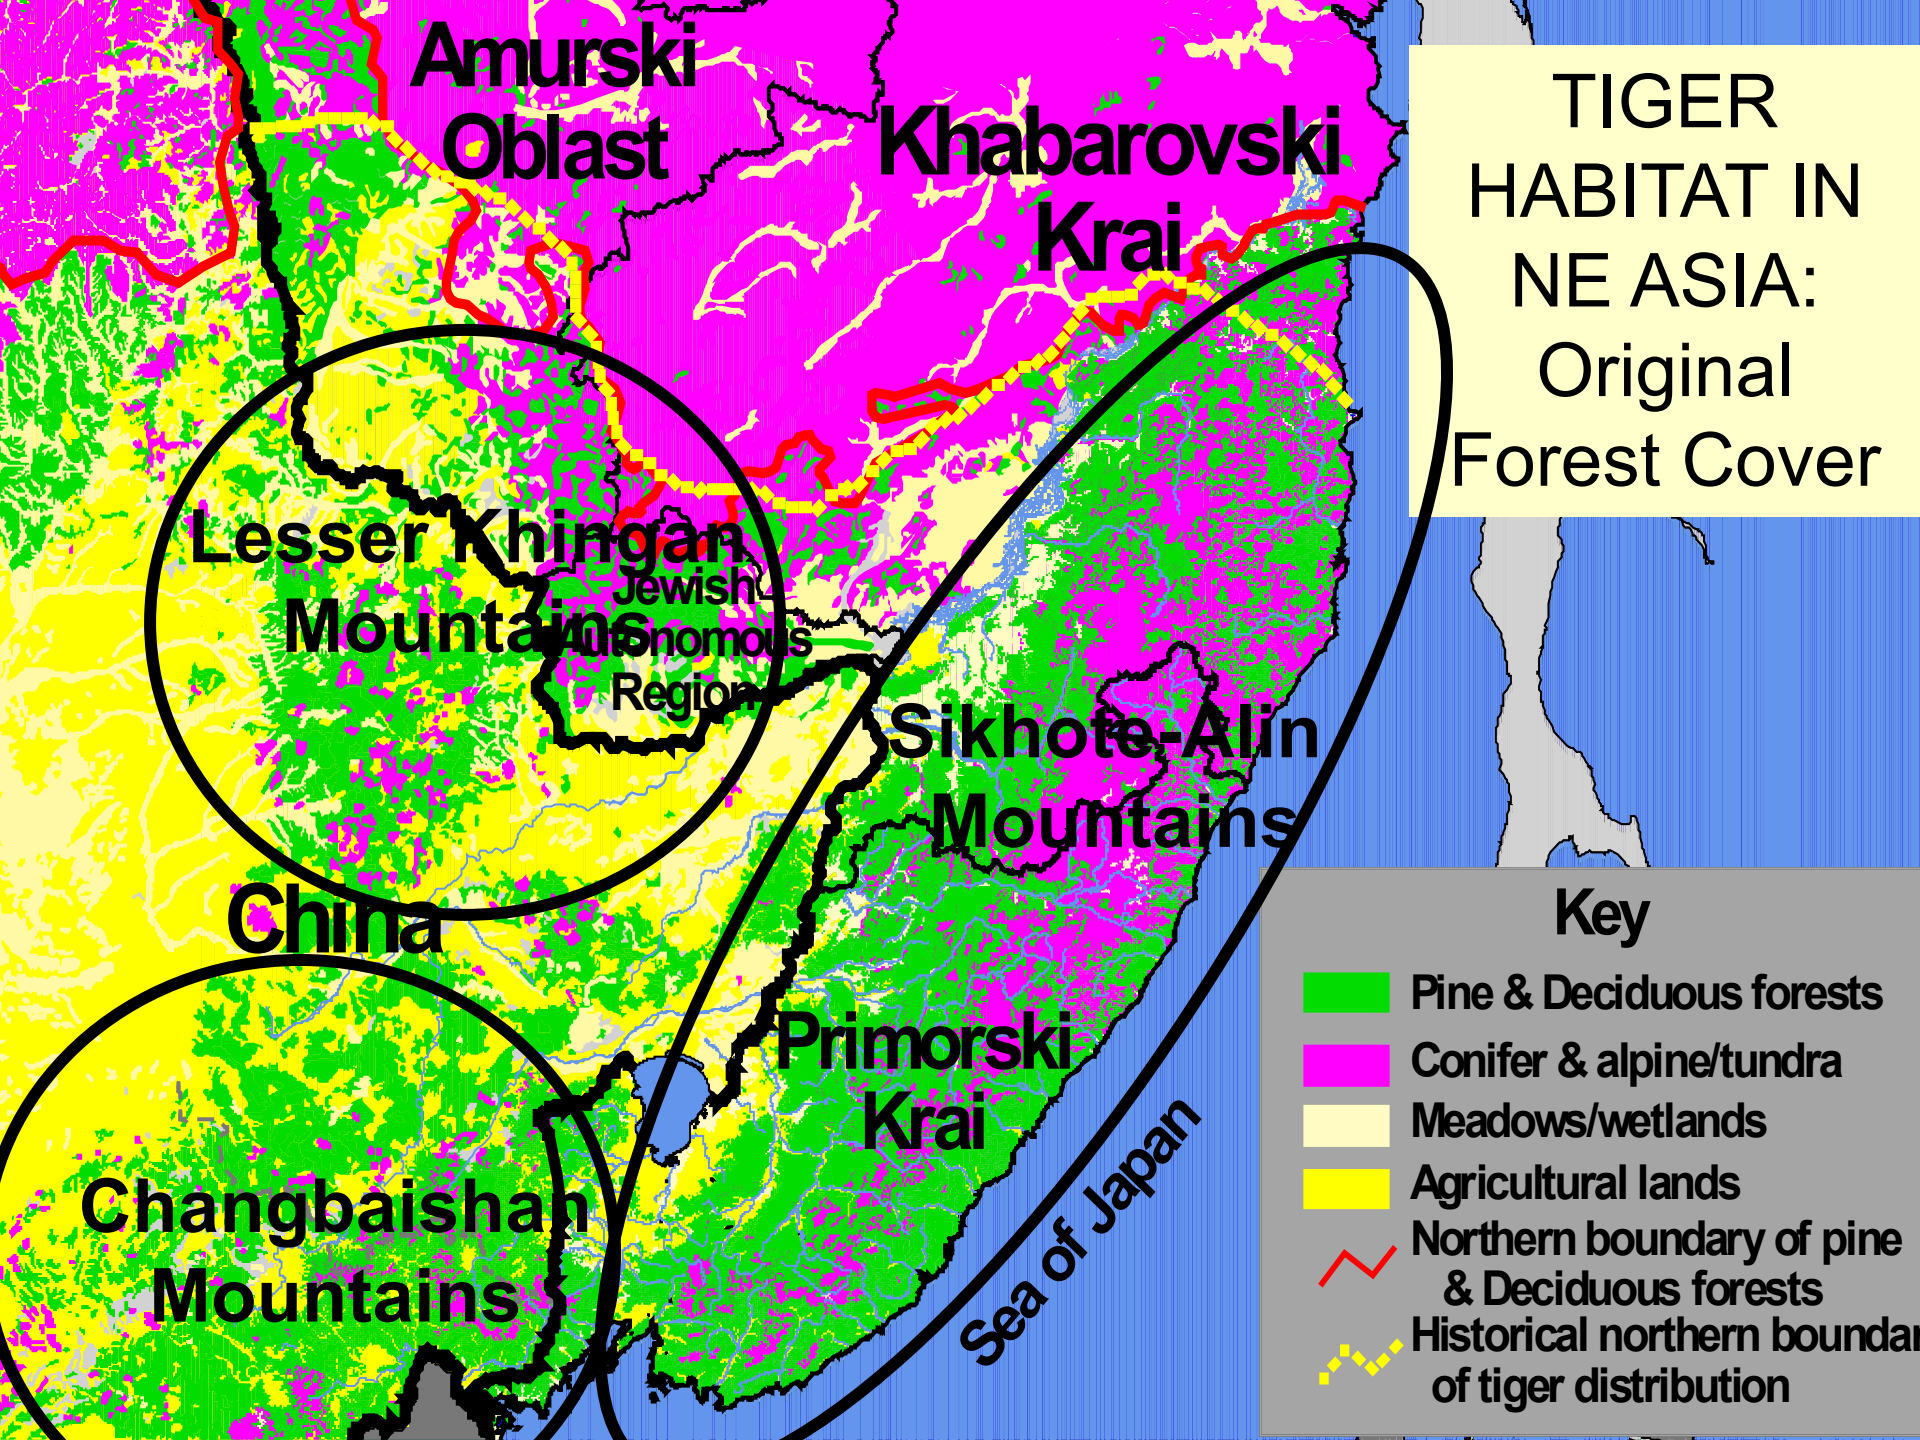 Amurski
Oblast
Khabarovski
Krai
TIGER
HABITAT IN
NE ASIA:
Original
Forest Cover
Lesser Khingan
Mountains
Jewish
Autonomous
Region
Sikhote-Alin
Mountains
China
Primorski
Krai
Changbaishan
Mountains
Sea of Japan
Key
Pine & Deciduous forests
Conifer & alpine/tundra
Meadows/wetlands
Agricultural lands
Northern boundary of pine
& Deciduous forests
Historical northern boundar
of tiger distribution